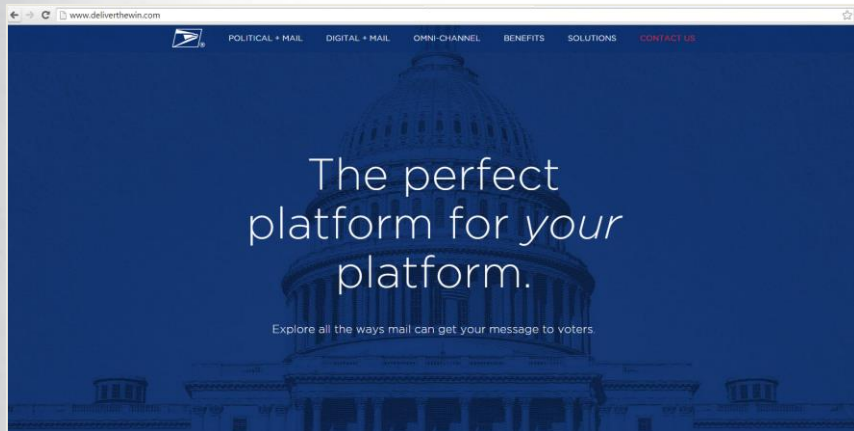 www.deliverthewin.com
POLITICAL + MAIL DIGITAL + MAIL OMNI-CHANNEL BENEFITS SOLUTIONS CONTACT US
The perfect
platform for your
platform.
Explore all the ways mail can get your message to voters.